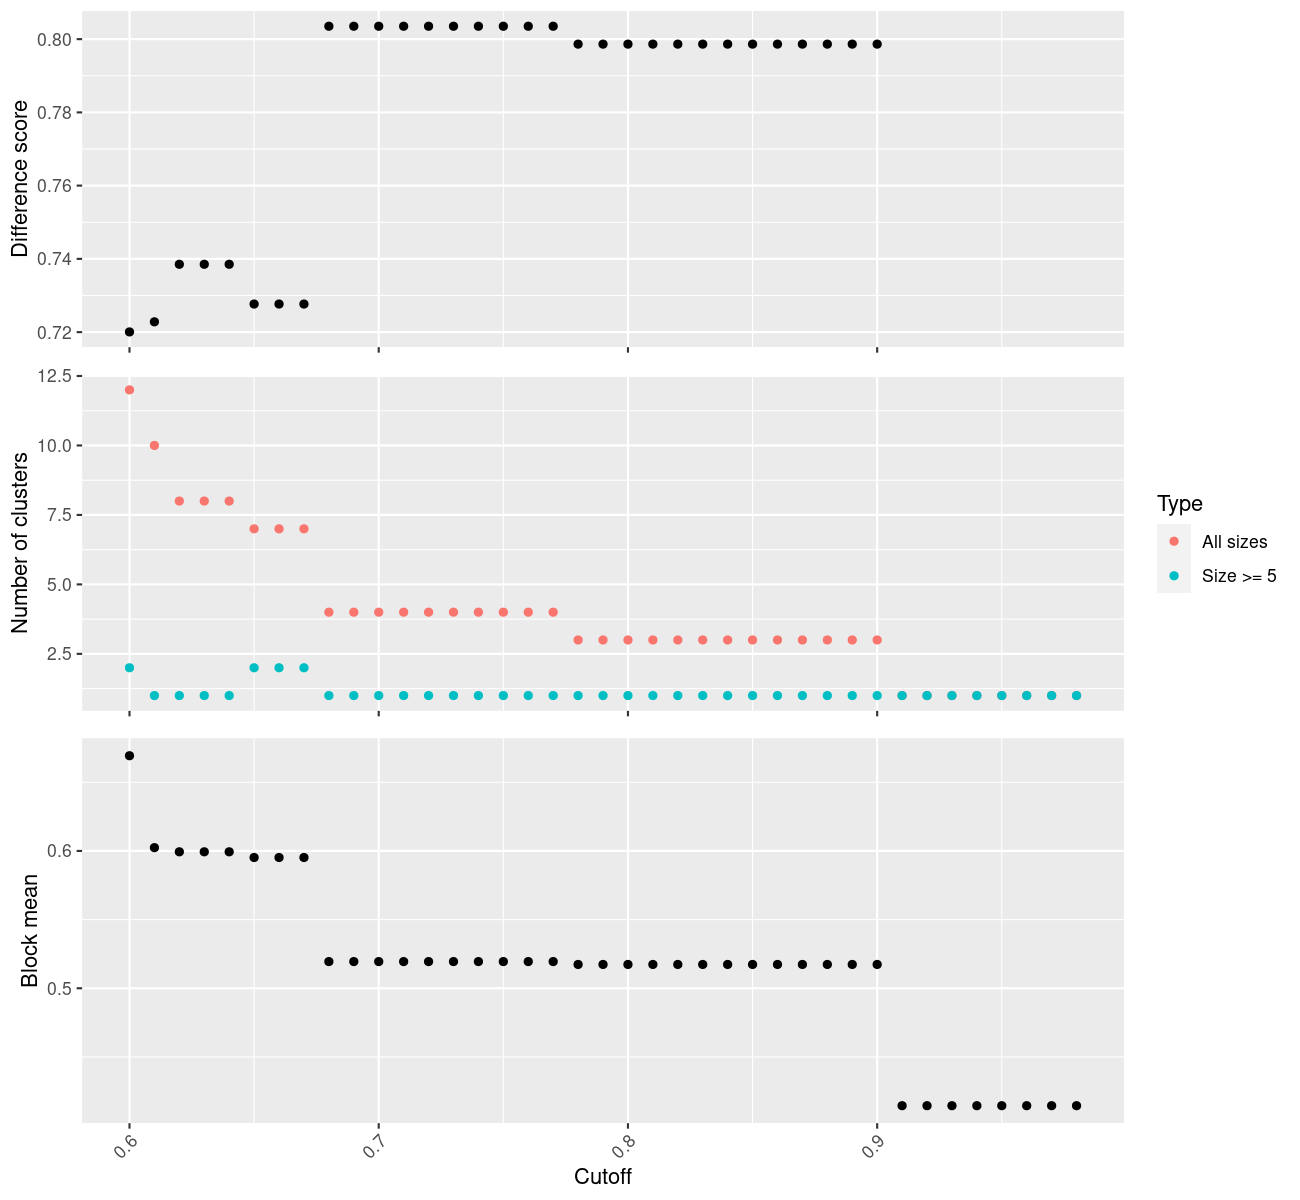 Difference score
0.80
0.78
0.76
0.74
0.72
Number of clusters
12.5
10.0
7.5
5.0
2.5
Type
All sizes
Size >= 5
Block mean
0.6
0.5
0.6
0.7
0.8
0.9
Cutoff